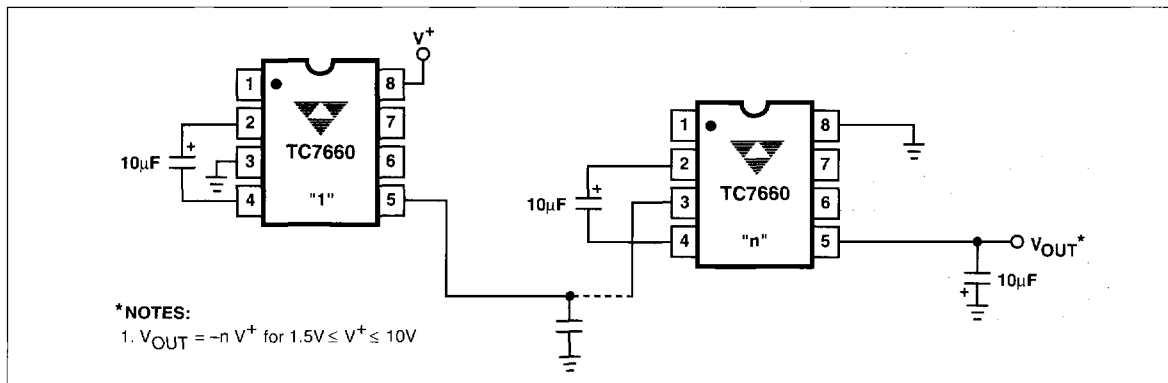 V+
1
8
2
7
10μF
+
TC7660
3
6
4
"1"
5
1
8
2
7
10μF
+
TC7660
3
6
4
"n"
5
VOUT*
10μF
+
*NOTES:
1. VOUT = –n V+ for 1.5V ≤ V+ ≤ 10V